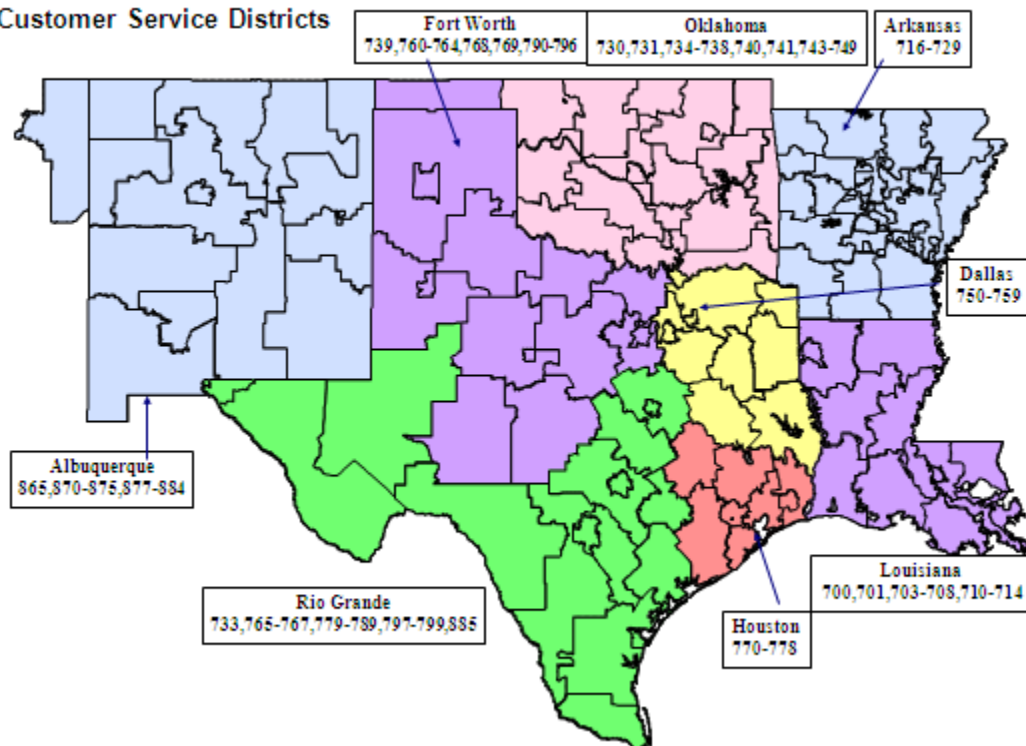 Customer Service Districts
Fort Worth
739,760-764,768,769,790-796
Oklahoma
730,731,734-738,740,741,743-749
Arkansas
716-729
Dallas
750-759
Albuquerque
865,870-875,877-884
Rio Grande
733,765-767,779-789,797-799,885
Louisiana
700,701,703-708,710-714
Houston
770-778